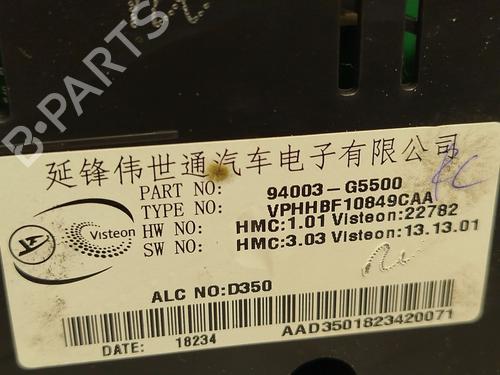 B-PARTS
延锋伟世通汽车电子有限公司
PART NO: 94003-G5500
TYPE NO: VPHHBF10849CAA
HW NO: HMC:1.01 Visteon:22782
SW NO: HMC:3.03 Visteon:13.13.01
Visteon
ALC NO:D350
DATE: 18234
AAD3501823420071